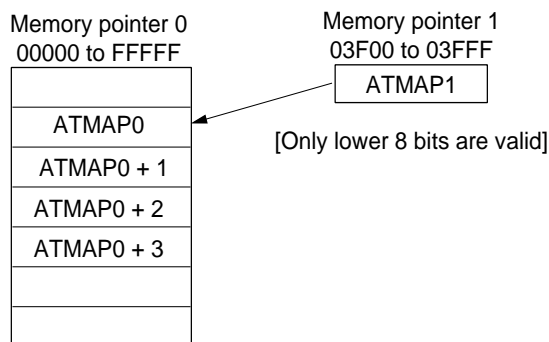 Memory pointer 0
00000 to FFFFF
ATMAP0
ATMAP0 + 1
ATMAP0 + 2
ATMAP0 + 3
Memory pointer 1
03F00 to 03FFF
ATMAP1
[Only lower 8 bits are valid]